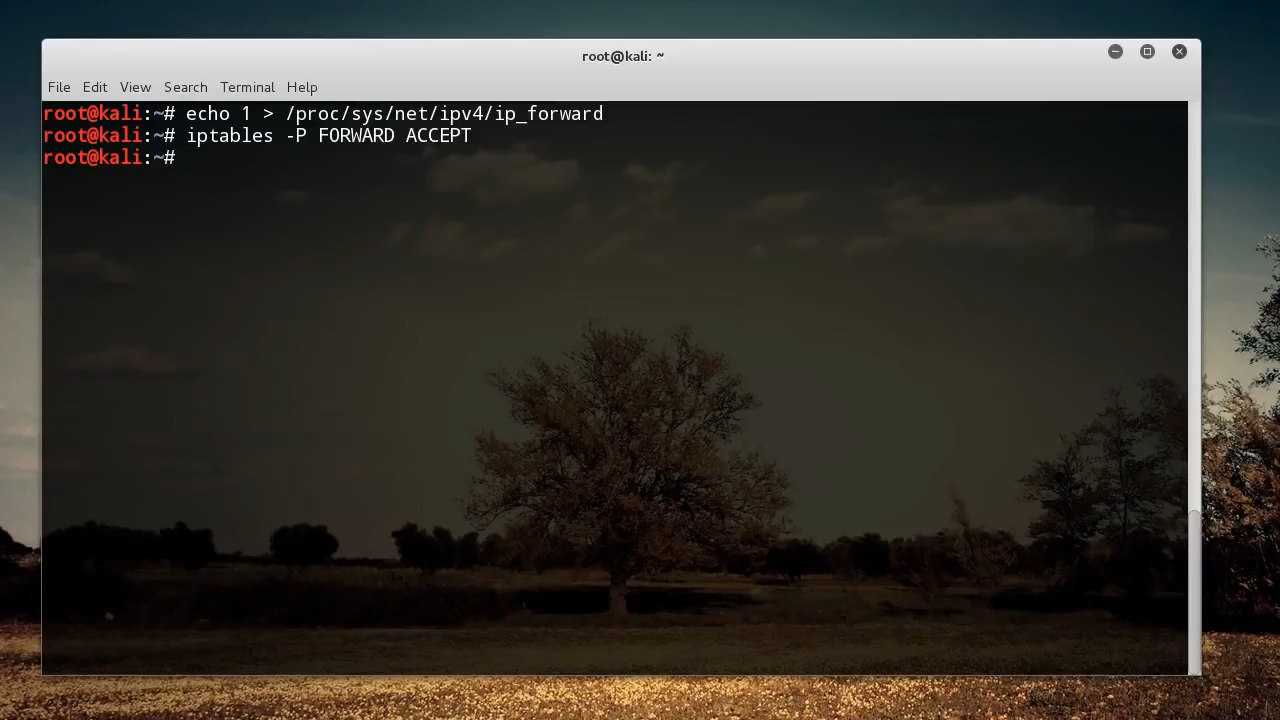 root@kali: ~
File Edit View Search Terminal Help
root@kali:~# echo 1 > /proc/sys/net/ipv4/ip_forward
root@kali:~# iptables -P FORWARD ACCEPT
root@kali:~#